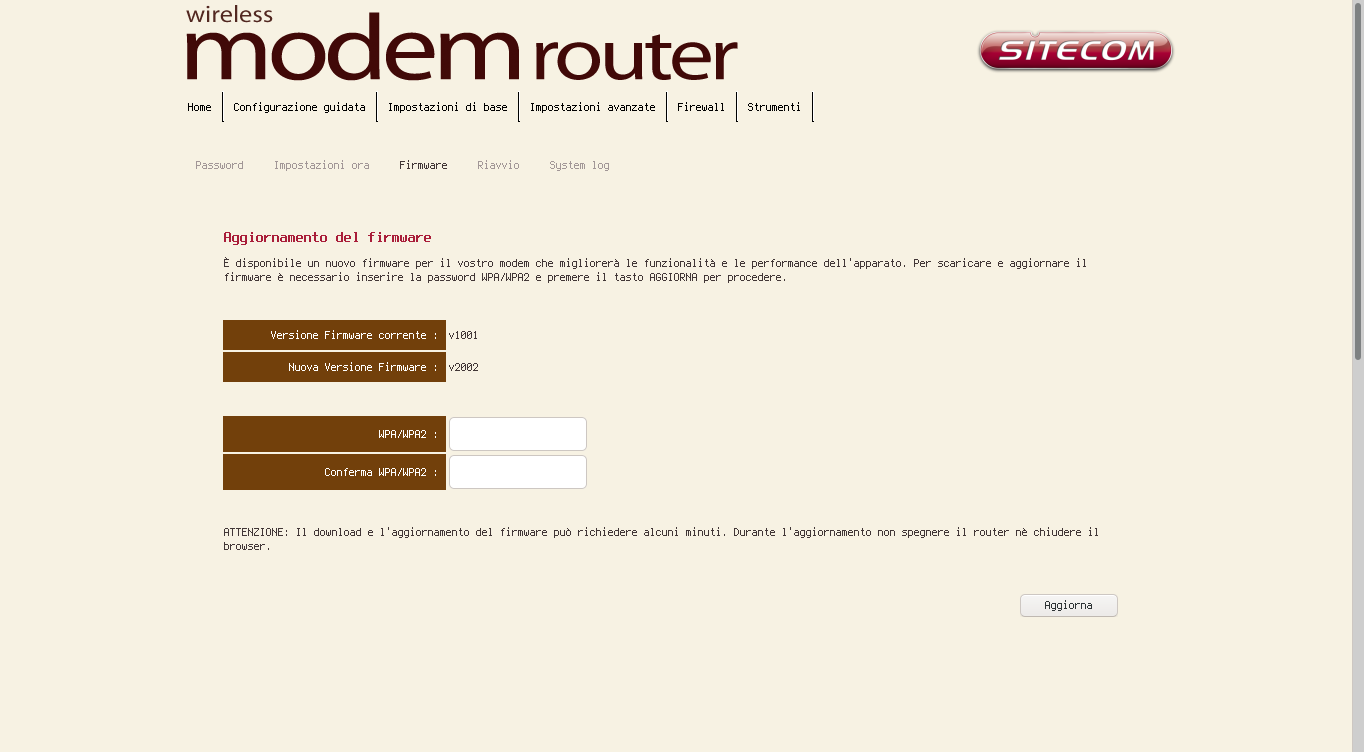 wireless
modem router
SITECOM
Home Configurazione guidata Impostazioni di base Impostazioni avanzate Firewall Strumenti
Password Impostazioni ora Firmware Riavvio System log
Aggiornamento del firmware
È disponibile un nuovo firmware per il vostro modem che migliorerà le funzionalità e le performance dell'apparato. Per scaricare e aggiornare il
firmware è necessario inserire la password WPA/WPA2 e premere il tasto AGGIORNA per procedere.
Versione Firmware corrente : v1001
Nuova Versione Firmware : v2002
WPA/WPA2 :
Conferma WPA/WPA2 :
ATTENZIONE: Il download e l'aggiornamento del firmware può richiedere alcuni minuti. Durante l'aggiornamento non spegnere il router nè chiudere il
browser.
Aggiorna